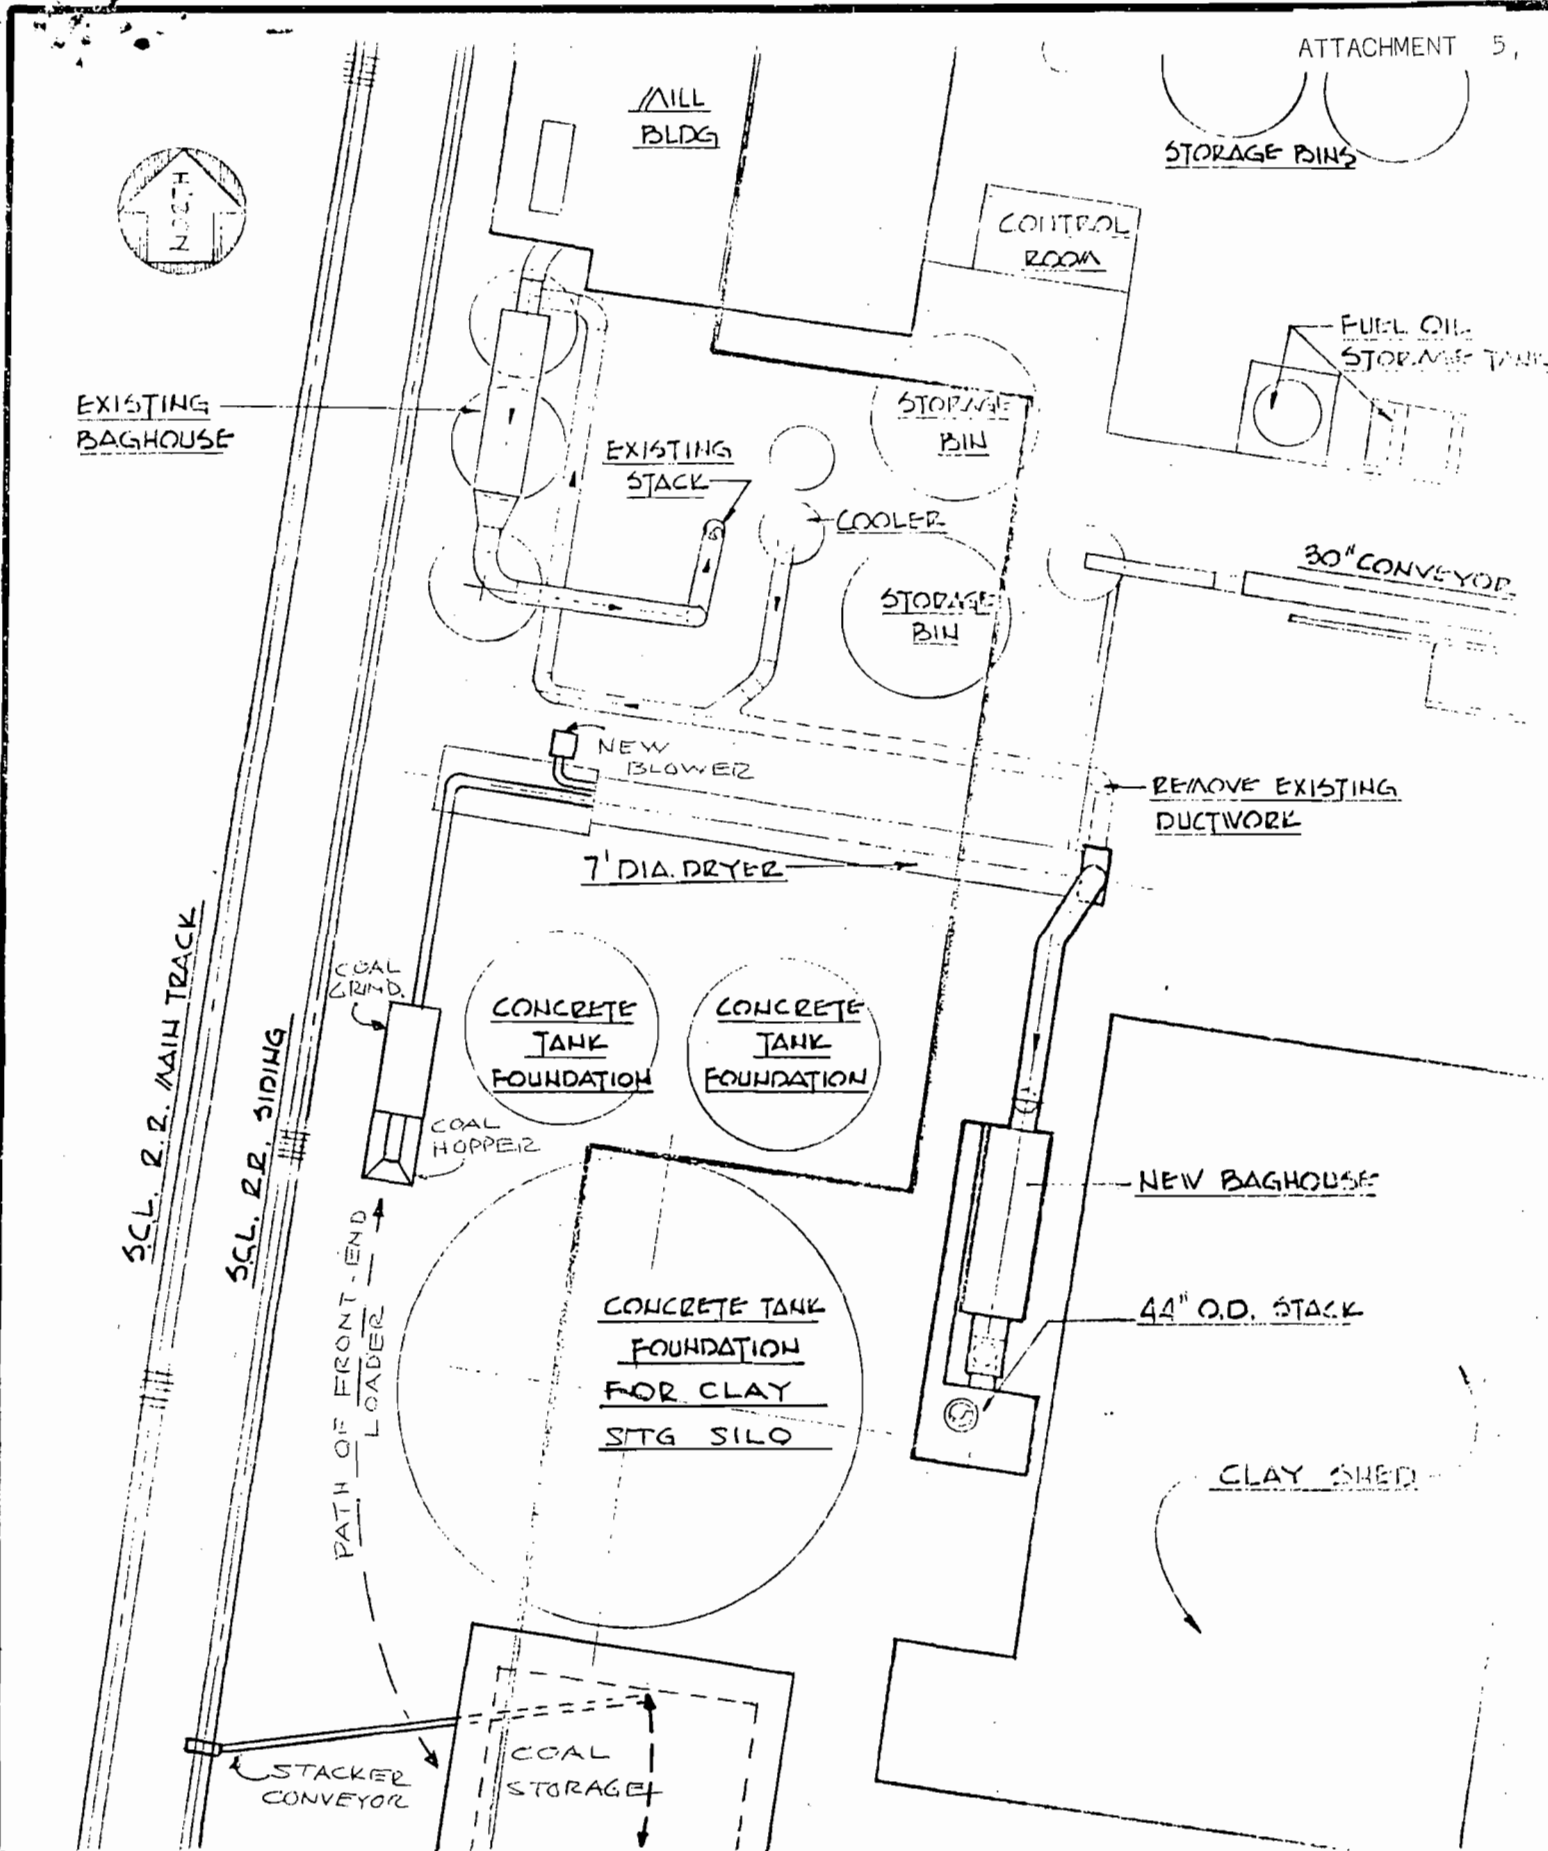 ATTACHMENT 5,
MILL
BLDG
STORAGE BINS
NORTH
CONTROL
ROOM
FUEL OIL
STORAGE TANK
EXISTING
BAGHOUSE
STORAGE
BIN
EXISTING
STACK
COOLER
30" CONVEYOR
STORAGE
BIN
NEW
BLOWER
REMOVE EXISTING
DUCTWORK
7' DIA. DRYER
S.C.L. R.R. MAIN TRACK
S.C.L. R.R. SIDING
COAL
GRIND.
CONCRETE
TANK
FOUNDATION
CONCRETE
TANK
FOUNDATION
COAL
HOPPER
NEW BAGHOUSE
PATH OF FRONT-END
LOADER
CONCRETE TANK
FOUNDATION
FOR CLAY
STG SILO
44" O.D. STACK
S
CLAY SHED
STACKER
CONVEYOR
COAL
STORAGE